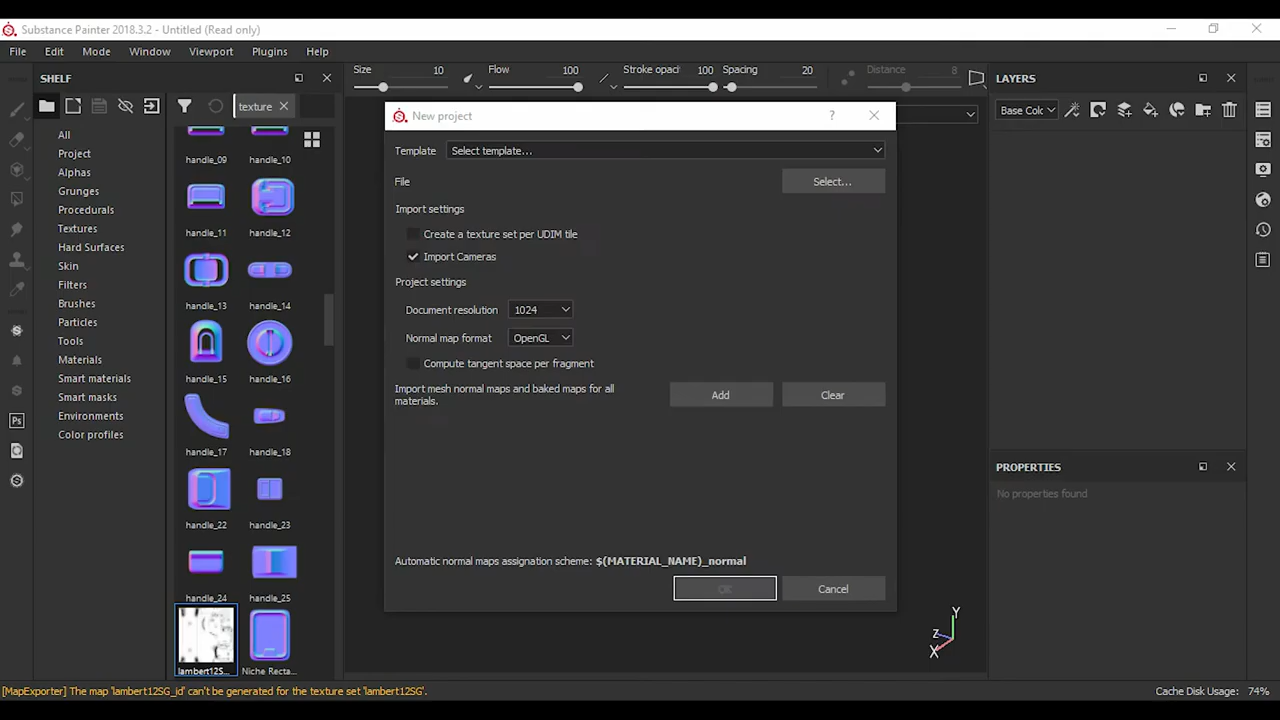 Substance Painter 2018.3.2 - Untitled (Read only)
File Edit Mode Window Viewport Plugins Help
SHELF
Size 10 Flow 100 Stroke opaci 100 Spacing 20 Distance 8
LAYERS
texture
Base Colo
All
Project
Alphas
Grunges
Procedurals
Textures
Hard Surfaces
Skin
Filters
Brushes
Particles
Tools
Materials
Smart materials
Smart masks
Environments
Color profiles
handle_09 handle_10
handle_11 handle_12
handle_13 handle_14
handle_15 handle_16
handle_17 handle_18
handle_22 handle_23
handle_24 handle_25
lambert12S... Niche Recta...
Ps
New project ?
Template Select template...
File Select...
Import settings
Create a texture set per UDIM tile
Import Cameras
Project settings
Document resolution 1024
Normal map format OpenGL
Compute tangent space per fragment
Import mesh normal maps and baked maps for all
materials.
Add Clear
Automatic normal maps assignation scheme: $(MATERIAL_NAME)_normal
OK Cancel
Y
Z
X
PROPERTIES
No properties found
[MapExporter] The map 'lambert12SG_id' can't be generated for the texture set 'lambert12SG'.
Cache Disk Usage: 74%